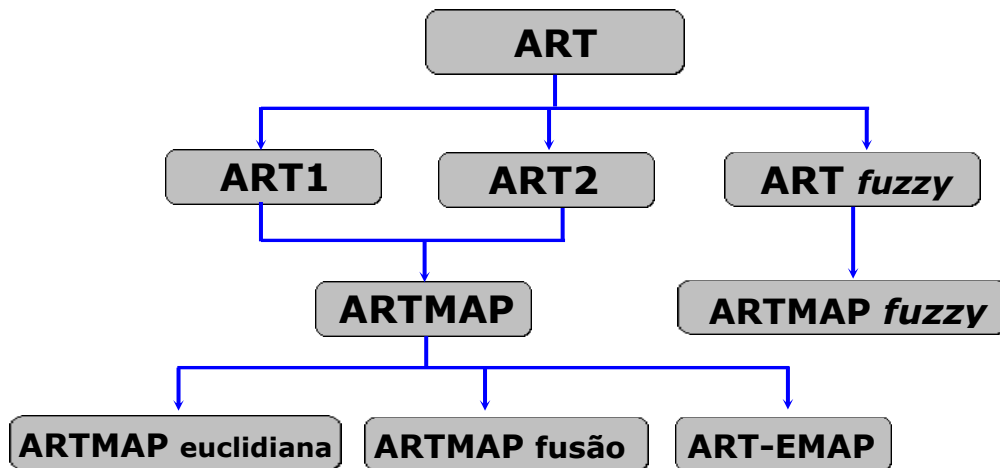 ART
ART1
ART2
ART fuzzy
ARTMAP
ARTMAP fuzzy
ARTMAP euclidiana
ARTMAP fusão
ART-EMAP